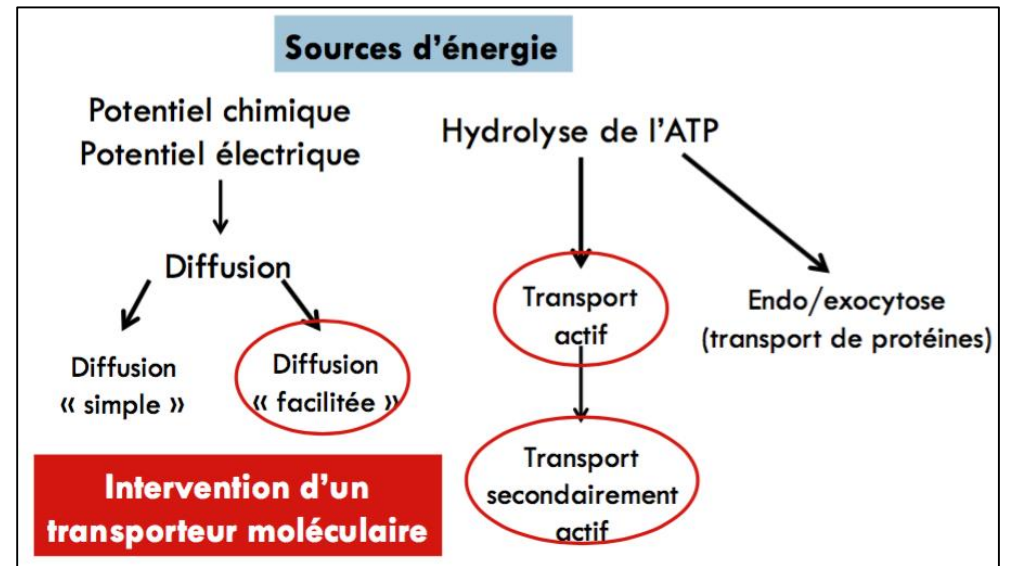 Sources d'énergie
Potentiel chimique
Potentiel électrique
Hydrolyse de l'ATP
Diffusion
Diffusion
« simple »
Diffusion
« facilitée »
Transport
actif
Endo/exocytose
(transport de protéines)
Transport
secondairement
actif
Intervention d'un
transporteur moléculaire